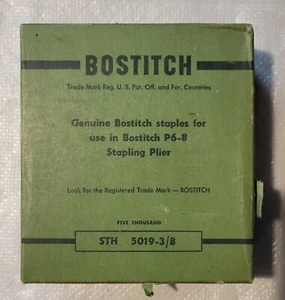 BOSTITCH
Trade Mark Reg. U. S. Pat. Off. and For. Countries
Genuine Bostitch staples for
use in Bostitch P6-8
Stapling Plier
Look for the Registered Trade Mark — BOSTITCH
FIVE THOUSAND
STH 5019-3/8